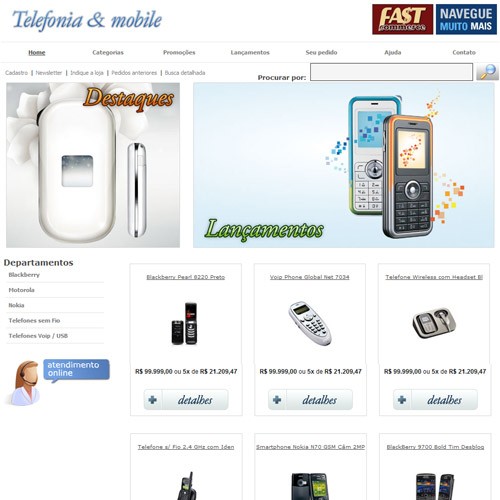 Telefonia & mobile
FAST commerce
NAVEGUE MUITO MAIS
Home Categorias Promoções Lançamentos Seu pedido Ajuda Contato
Cadastro | Newsletter | Indique a loja | Pedidos anteriores | Busca detalhada
Procurar por:
Destaques
Lançamentos
Departamentos
Blackberry
Motorola
Nokia
Telefones sem Fio
Telefones Voip / USB
atendimento online
Blackberry Pearl 8220 Preto
Voip Phone Global Net 7034
Telefone Wireless com Headset Bl
R$ 99.999,00 ou 5x de R$ 21.209,47
R$ 99.999,00 ou 5x de R$ 21.209,47
R$ 99.999,00 ou 5x de R$ 21.209,47
+ detalhes
+ detalhes
+ detalhes
Telefone s/ Fio 2.4 GHz com Iden
Smartphone Nokia N70 GSM Câm 2MP
BlackBerry 9700 Bolt Tim Desbloq